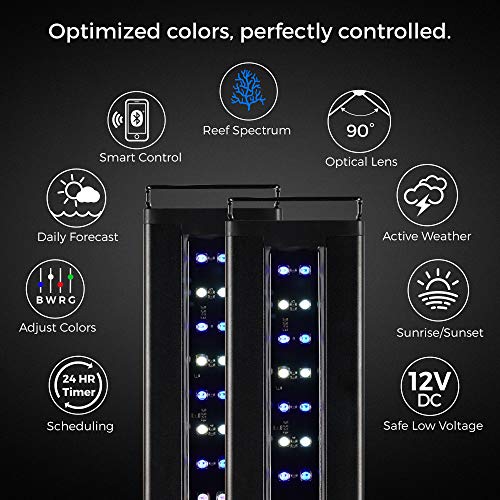 Optimized colors, perfectly controlled.
Reef Spectrum
Smart Control
90°
Optical Lens
Daily Forecast
Active Weather
BWRG
Adjust Colors
Sunrise/Sunset
24 HR
Timer
Scheduling
12V
DC
Safe Low Voltage